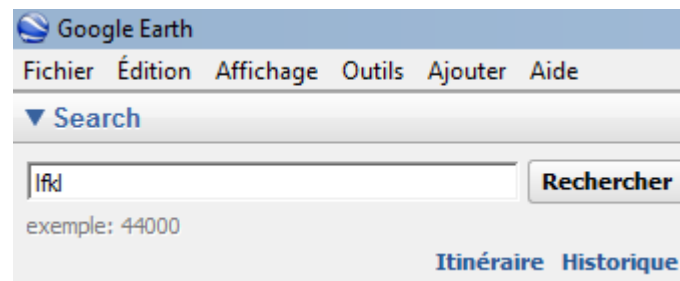 Google Earth
Fichier Édition Affichage Outils Ajouter Aide
Search
lfkl
Rechercher
exemple: 44000
Itinéraire Historique